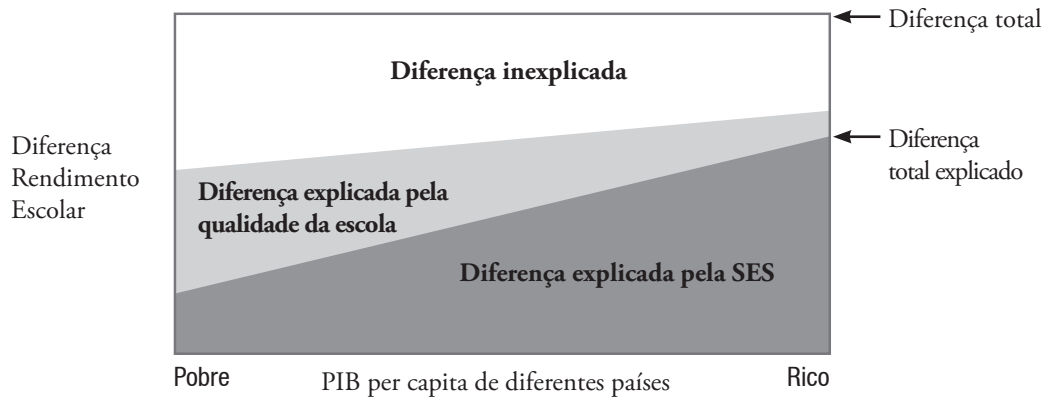 Diferença total
Diferença inexplicada
Diferença
total explicado
Diferença
Rendimento
Escolar
Diferença explicada pela
qualidade da escola
Diferença explicada pela SES
Pobre
PIB per capita de diferentes países
Rico